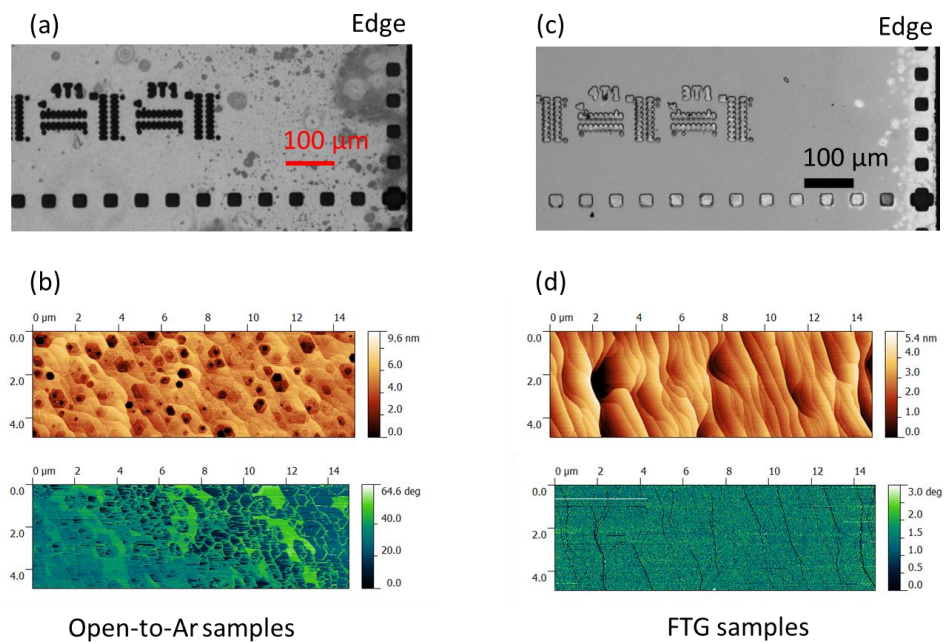 (a)
Edge
4T1 3T1
100 μm
(c)
Edge
4T1 3T1
100 μm
(b)
0 μm 2 4 6 8 10 12 14
0.0
2.0
4.0
9.6 nm
8.0
6.0
4.0
2.0
0.0
0 μm 2 4 6 8 10 12 14
0.0
2.0
4.0
64.6 deg
40.0
20.0
0.0
Open-to-Ar samples
(d)
0 μm 2 4 6 8 10 12 14
0.0
2.0
4.0
5.4 nm
4.0
3.0
2.0
1.0
0.0
0 μm 2 4 6 8 10 12 14
0.0
2.0
4.0
3.0 deg
2.0
1.5
1.0
0.5
0.0
FTG samples